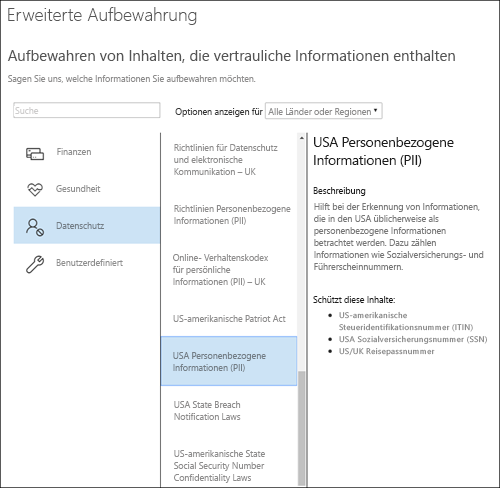 Erweiterte Aufbewahrung
Aufbewahren von Inhalten, die vertrauliche Informationen enthalten
Sagen Sie uns, welche Informationen Sie aufbewahren möchten.
Suche
Optionen anzeigen für
Alle Länder oder Regionen
Finanzen
Gesundheit
Datenschutz
Benutzerdefiniert
Richtlinien für Datenschutz
und elektronische
Kommunikation – UK
Richtlinien Personenbezogene
Informationen (PII)
Online- Verhaltenskodex
für persönliche
Informationen (PII) – UK
US-amerikanische Patriot Act
USA Personenbezogene
Informationen (PII)
USA State Breach
Notification Laws
US-amerikanische State
Social Security Number
Confidentiality Laws
USA Personenbezogene
Informationen (PII)
Beschreibung
Hilft bei der Erkennung von Informationen,
die in den USA üblicherweise als
personenbezogene Informationen
betrachtet werden. Dazu zählen
Informationen wie Sozialversicherungs- und
Führerscheinnummern.
Schützt diese Inhalte:
• US-amerikanische
Steueridentifikationsnummer (ITIN)
• USA Sozialversicherungsnummer (SSN)
• US/UK Reisepassnummer